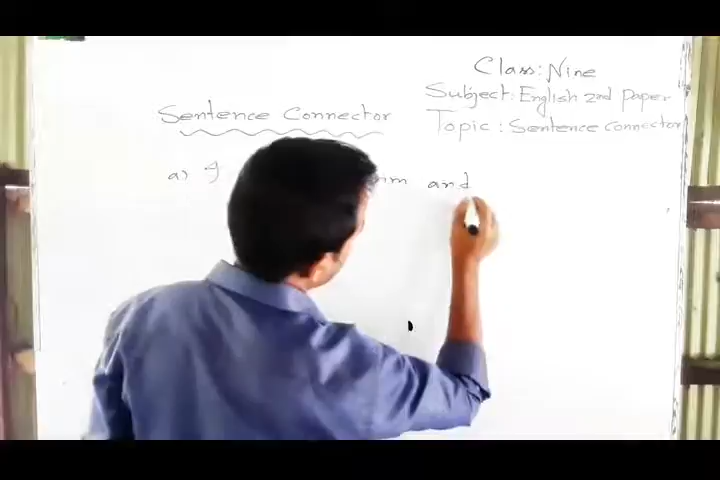 Class: Nine
Subject: English 2nd Paper
Topic: Sentence connector
Sentence Connector
a) I and